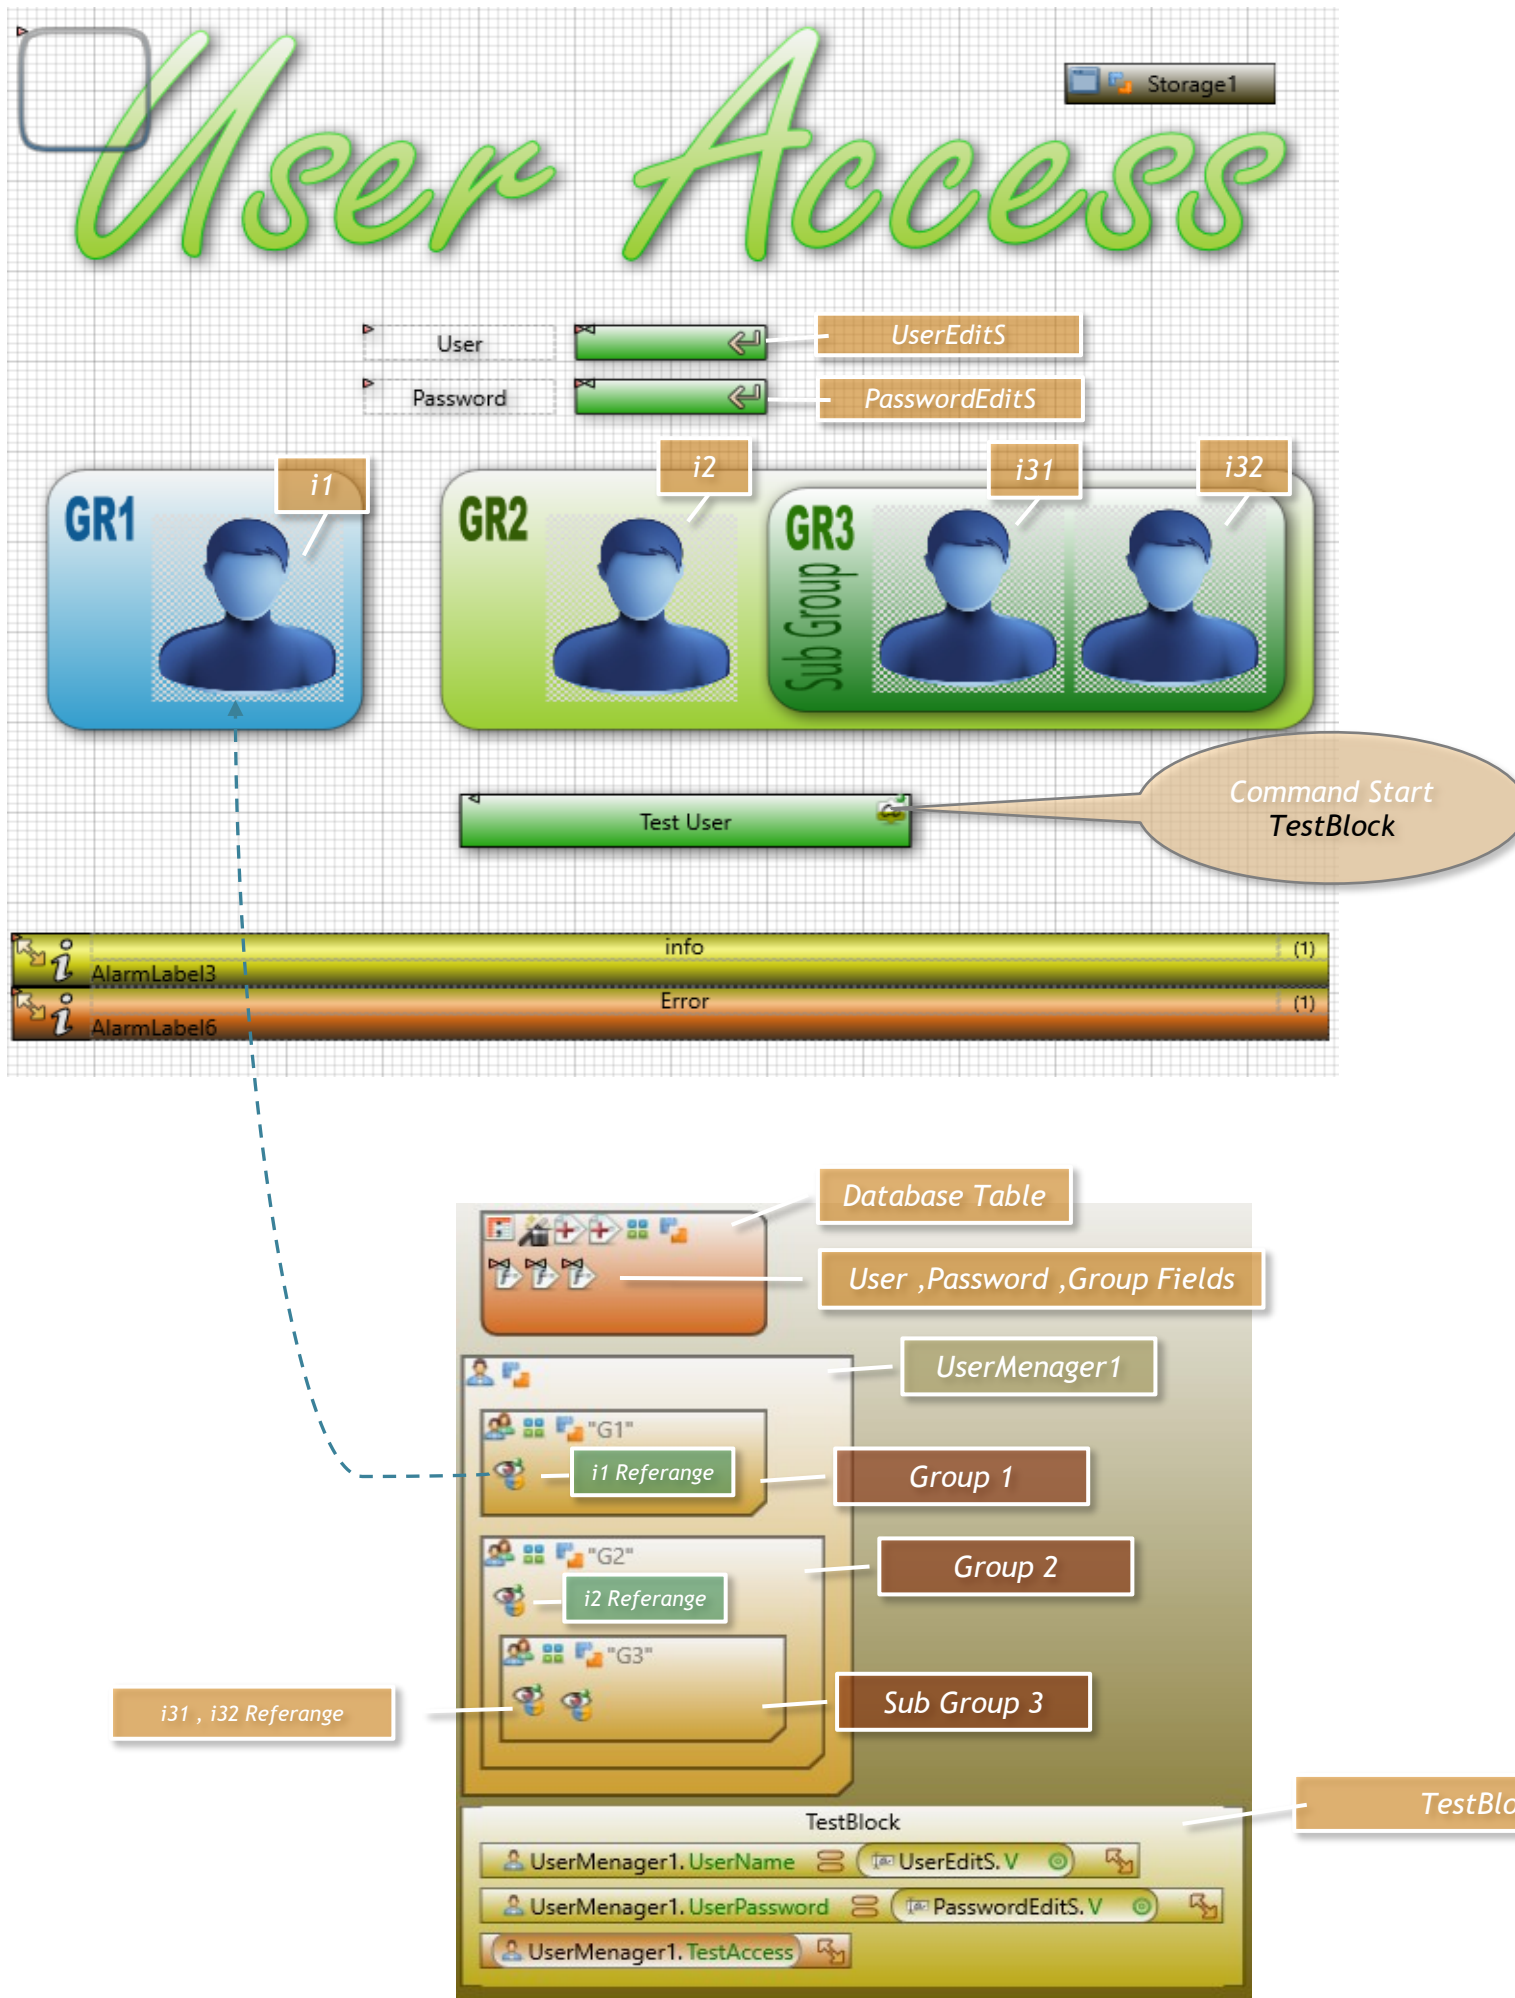 User Access
Storage1
User
UserEditS
Password
PasswordEditS
i1
i2
i31
i32
GR1
GR2
GR3
Sub Group
Test User
Command Start
TestBlock
info
(1)
AlarmLabel3
Error
(1)
AlarmLabel6
Database Table
User ,Password ,Group Fields
UserMenager1
"G1"
i1 Referange
Group 1
"G2"
Group 2
i2 Referange
"G3"
i31 , i32 Referange
Sub Group 3
TestBlo
TestBlock
UserMenager1. UserName UserEditS. V
UserMenager1. UserPassword PasswordEditS. V
UserMenager1. TestAccess